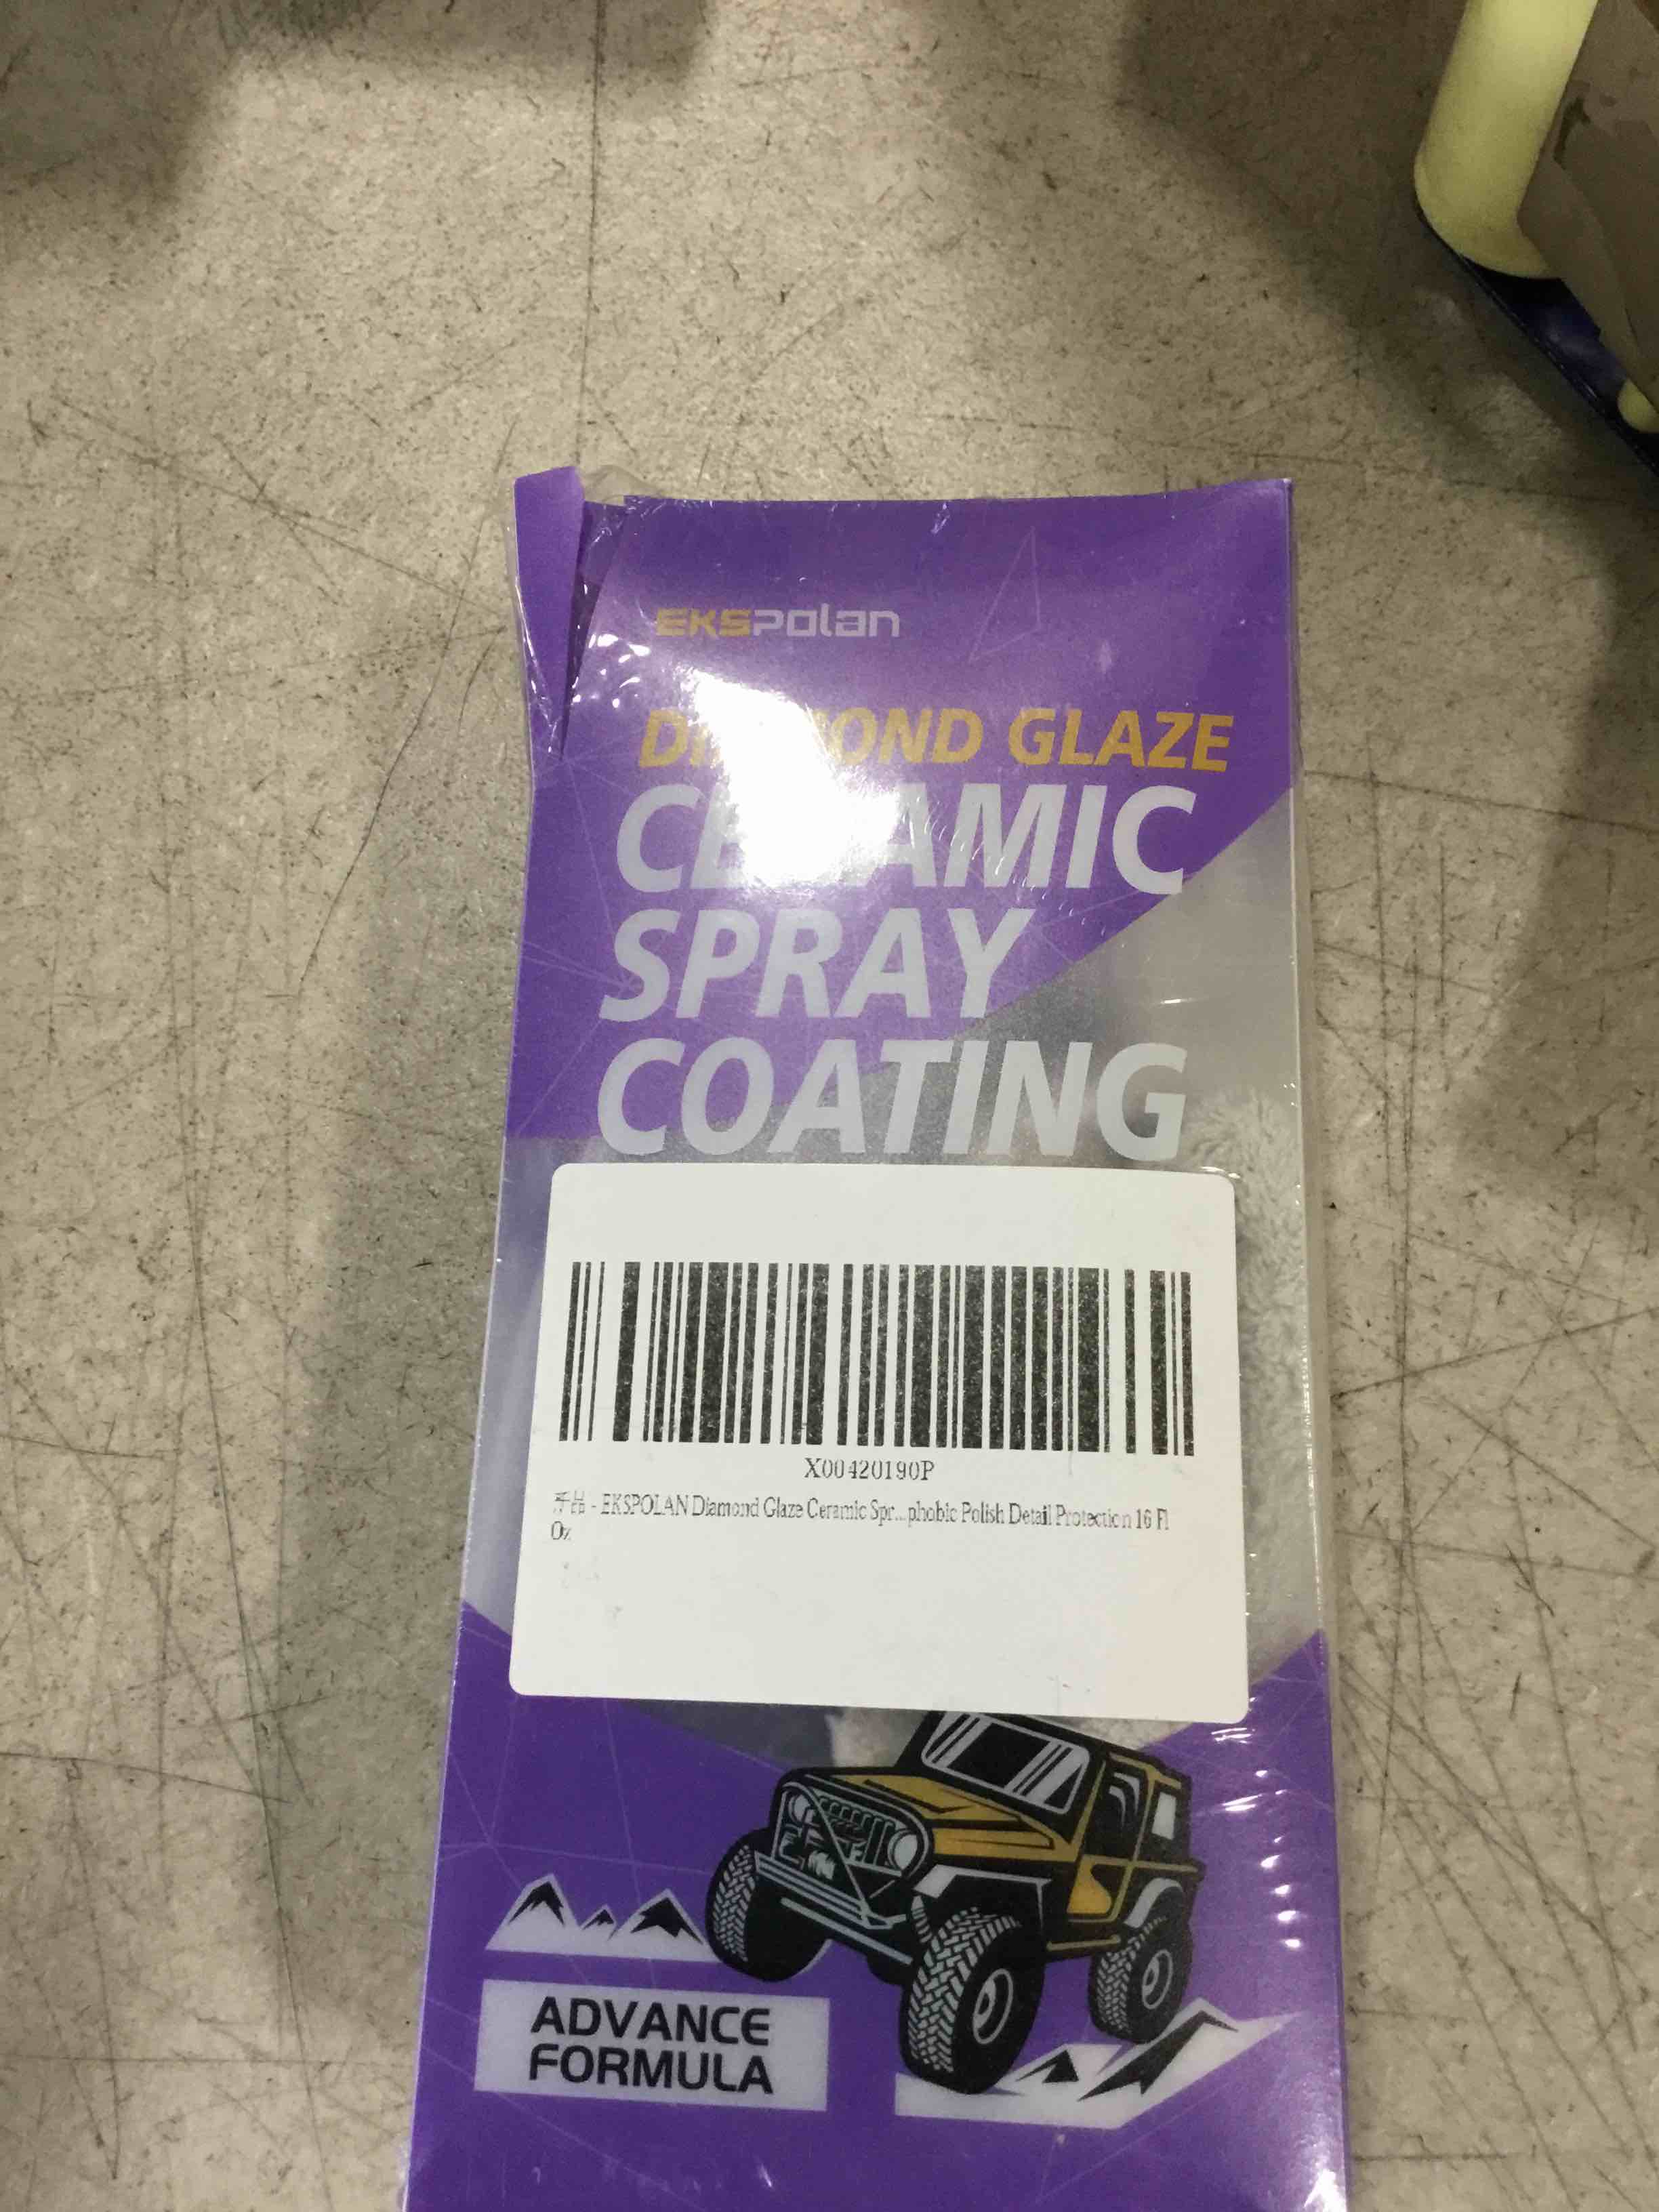 EKSPOLAN
DIAMOND GLAZE
CERAMIC
SPRAY
COATING
X00420190P
- EKSPOLAN Diamond Glaze Ceramic Spr...phobic Polish Detail Protection 16 Fl
Oz
ADVANCE
FORMULA